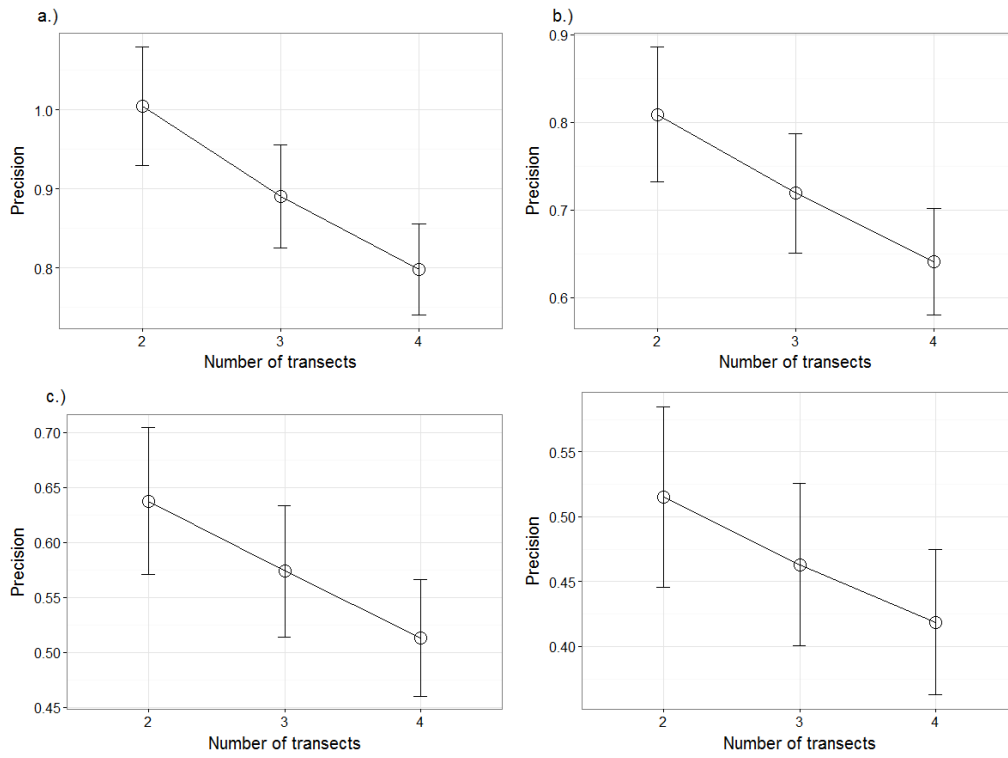 a.)
Precision
1.0
0.9
0.8
2 3 4
Number of transects
b.)
Precision
0.9
0.8
0.7
0.6
2 3 4
Number of transects
c.)
Precision
0.70
0.65
0.60
0.55
0.50
0.45
2 3 4
Number of transects
Precision
0.55
0.50
0.45
0.40
2 3 4
Number of transects